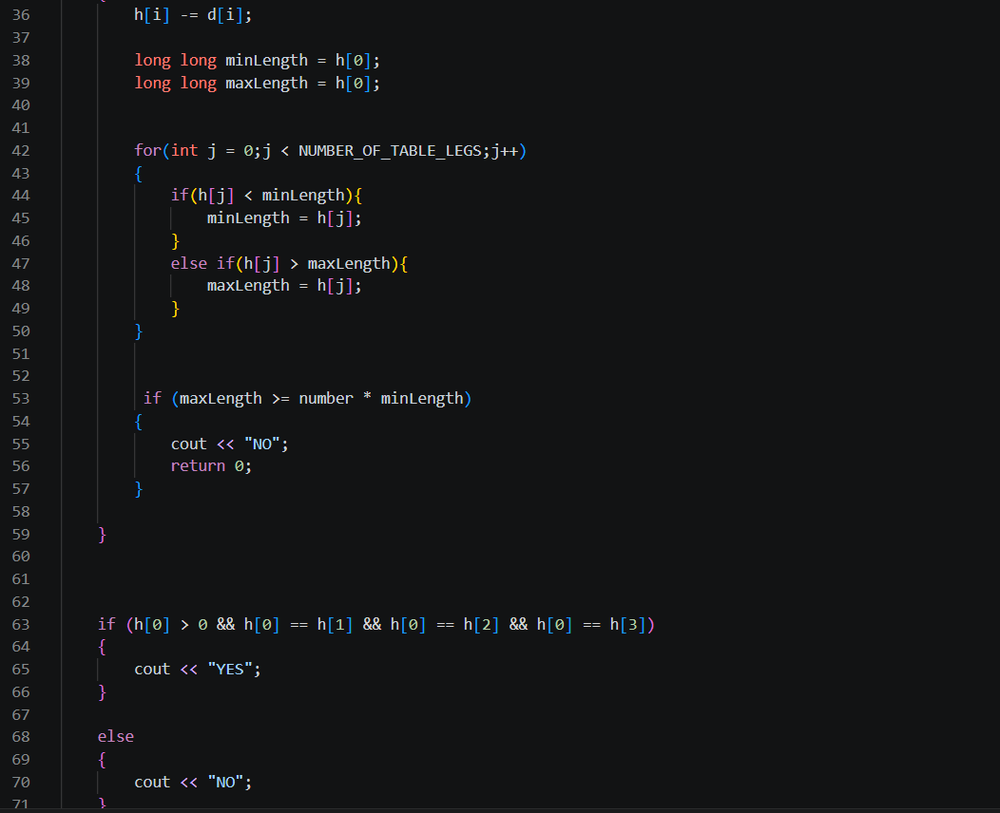 36 h[i] -= d[i];
37
38 long long minLength = h[0];
39 long long maxLength = h[0];
40
41
42 for(int j = 0;j < NUMBER_OF_TABLE_LEGS;j++)
43 {
44 if(h[j] < minLength){
45 minLength = h[j];
46 }
47 else if(h[j] > maxLength){
48 maxLength = h[j];
49 }
50 }
51
52
53 if (maxLength >= number * minLength)
54 {
55 cout << "NO";
56 return 0;
57 }
58
59 }
60
61
62
63 if (h[0] > 0 && h[0] == h[1] && h[0] == h[2] && h[0] == h[3])
64 {
65 cout << "YES";
66 }
67
68 else
69 {
70 cout << "NO";
71 }